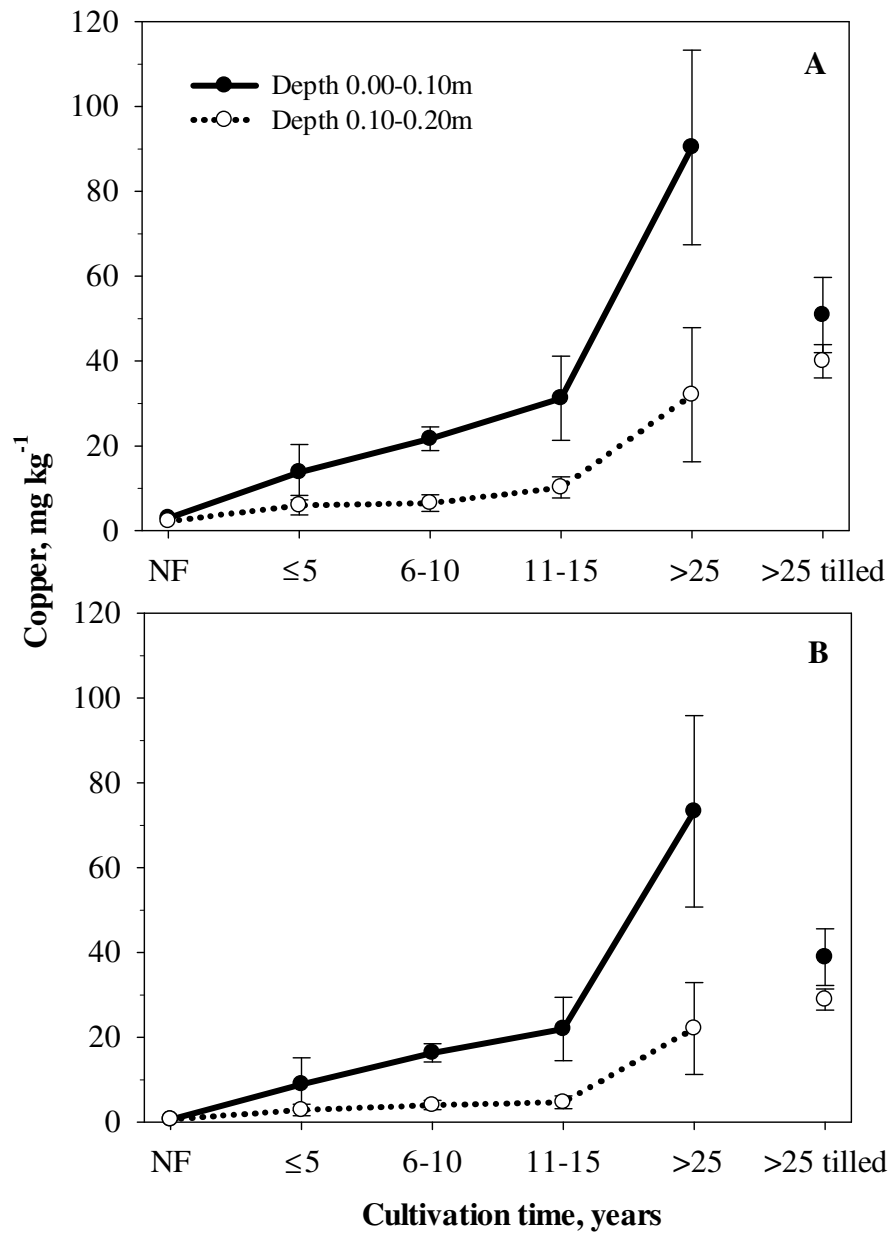 120
A
Depth 0.00-0.10m
Depth 0.10-0.20m
100
80
60
40
20
0
NF ≤5 6-10 11-15 >25 >25 tilled
Copper, mg kg⁻¹
120
B
100
80
60
40
20
0
NF ≤5 6-10 11-15 >25 >25 tilled
Cultivation time, years